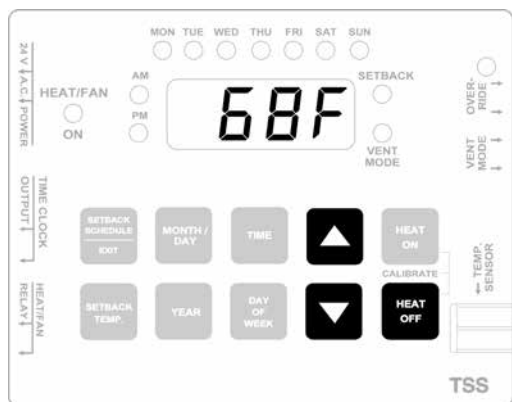 MON TUE WED THU FRI SAT SUN
24 V A.C. POWER
HEAT/FAN
ON
AM
PM
68F
SETBACK
VENT
MODE
OVER-
RIDE
VENT
MODE
TIME CLOCK
OUTPUT
SETBACK
SCHEDULE
EXIT
MONTH /
DAY
TIME
HEAT
ON
CALIBRATE
TEMP.
SENSOR
HEAT/FAN
RELAY
SETBACK
TEMP.
YEAR
DAY
OF
WEEK
HEAT
OFF
TSS